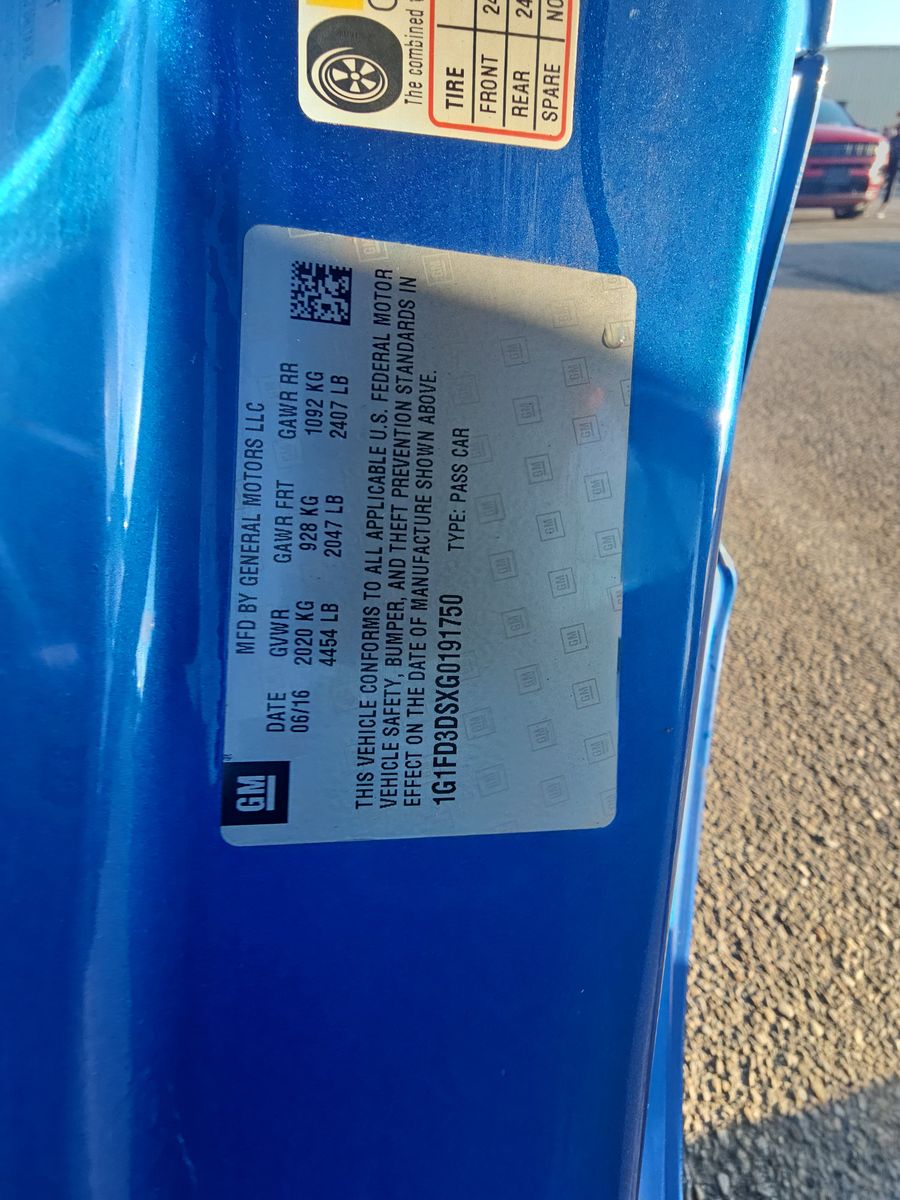 GM
MFD BY GENERAL MOTORS LLC
DATE GVWR GAWR FRT GAWR RR
06/16 2020 KG 928 KG 1092 KG
4454 LB 2047 LB 2407 LB
THIS VEHICLE CONFORMS TO ALL APPLICABLE U.S. FEDERAL MOTOR
VEHICLE SAFETY, BUMPER, AND THEFT PREVENTION STANDARDS IN
EFFECT ON THE DATE OF MANUFACTURE SHOWN ABOVE.
1G1FD3DSXG0191750 TYPE: PASS CAR
The combined
TIRE
FRONT 24
REAR 24
SPARE NO